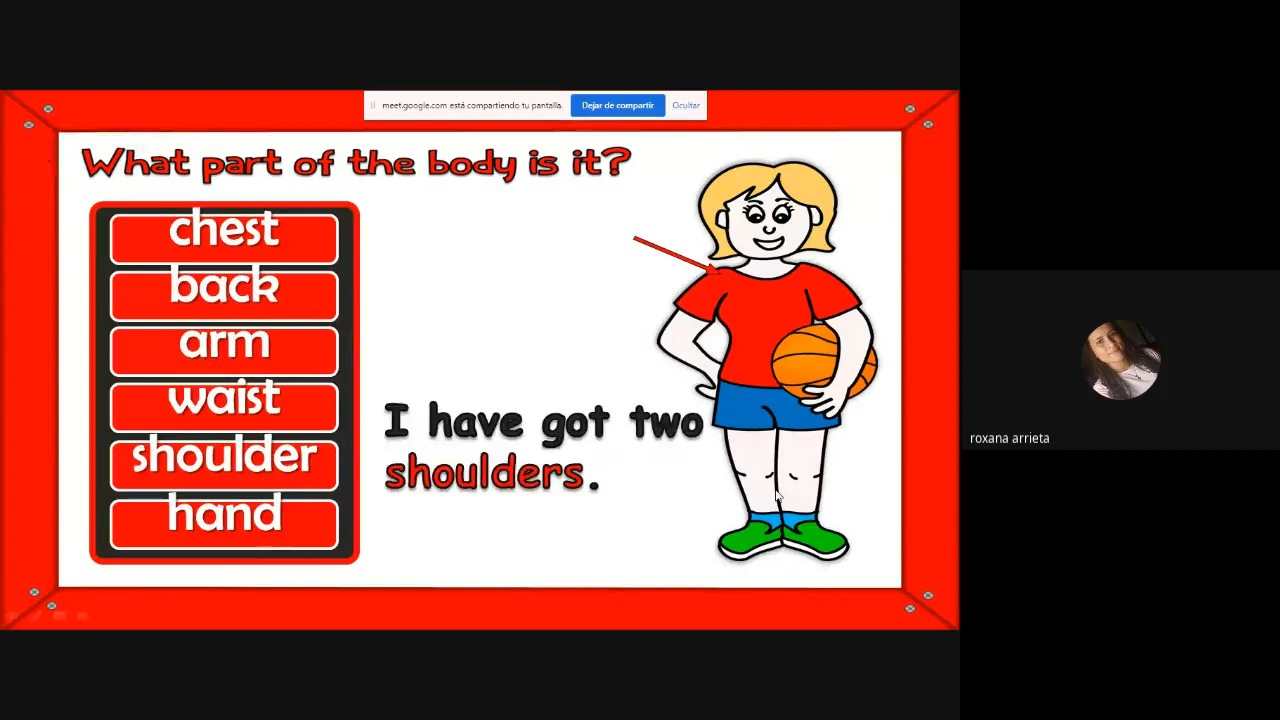 meet.google.com está compartiendo tu pantalla.
Dejar de compartir
Ocultar
What part of the body is it?
chest
back
arm
waist
shoulder
hand
I have got two
shoulders.
roxana arrieta